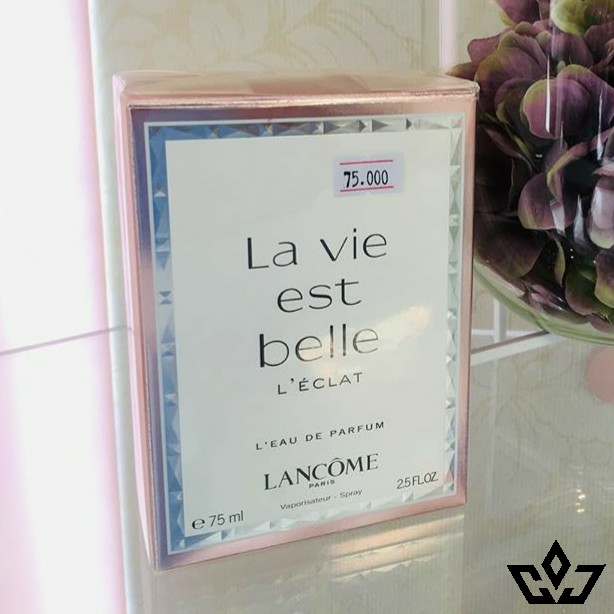 75.000
La vie
est
belle
L'ÉCLAT
L'EAU DE PARFUM
LANCÔME
PARIS
Vaporisateur - Spray
℮ 75 ml
2.5 FL.OZ.